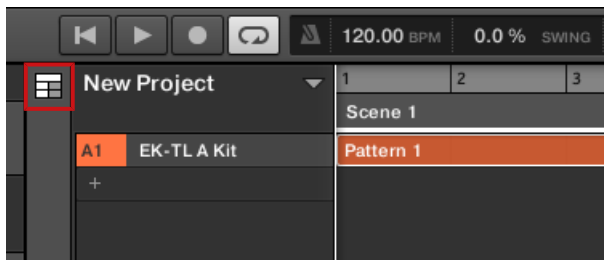 120.00 BPM 0.0 % SWING
New Project 1 2 3
Scene 1
A1 EK-TL A Kit Pattern 1
+